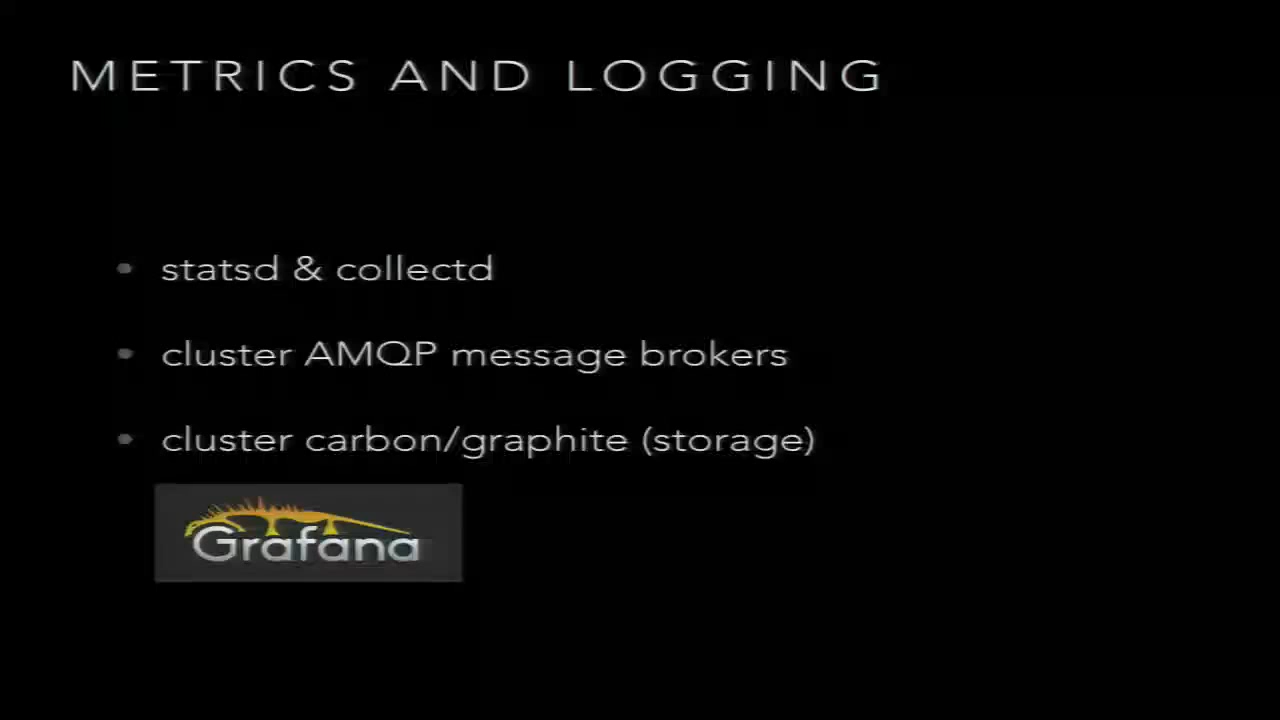 METRICS AND LOGGING
• statsd & collectd
• cluster AMQP message brokers
• cluster carbon/graphite (storage)
Grafana